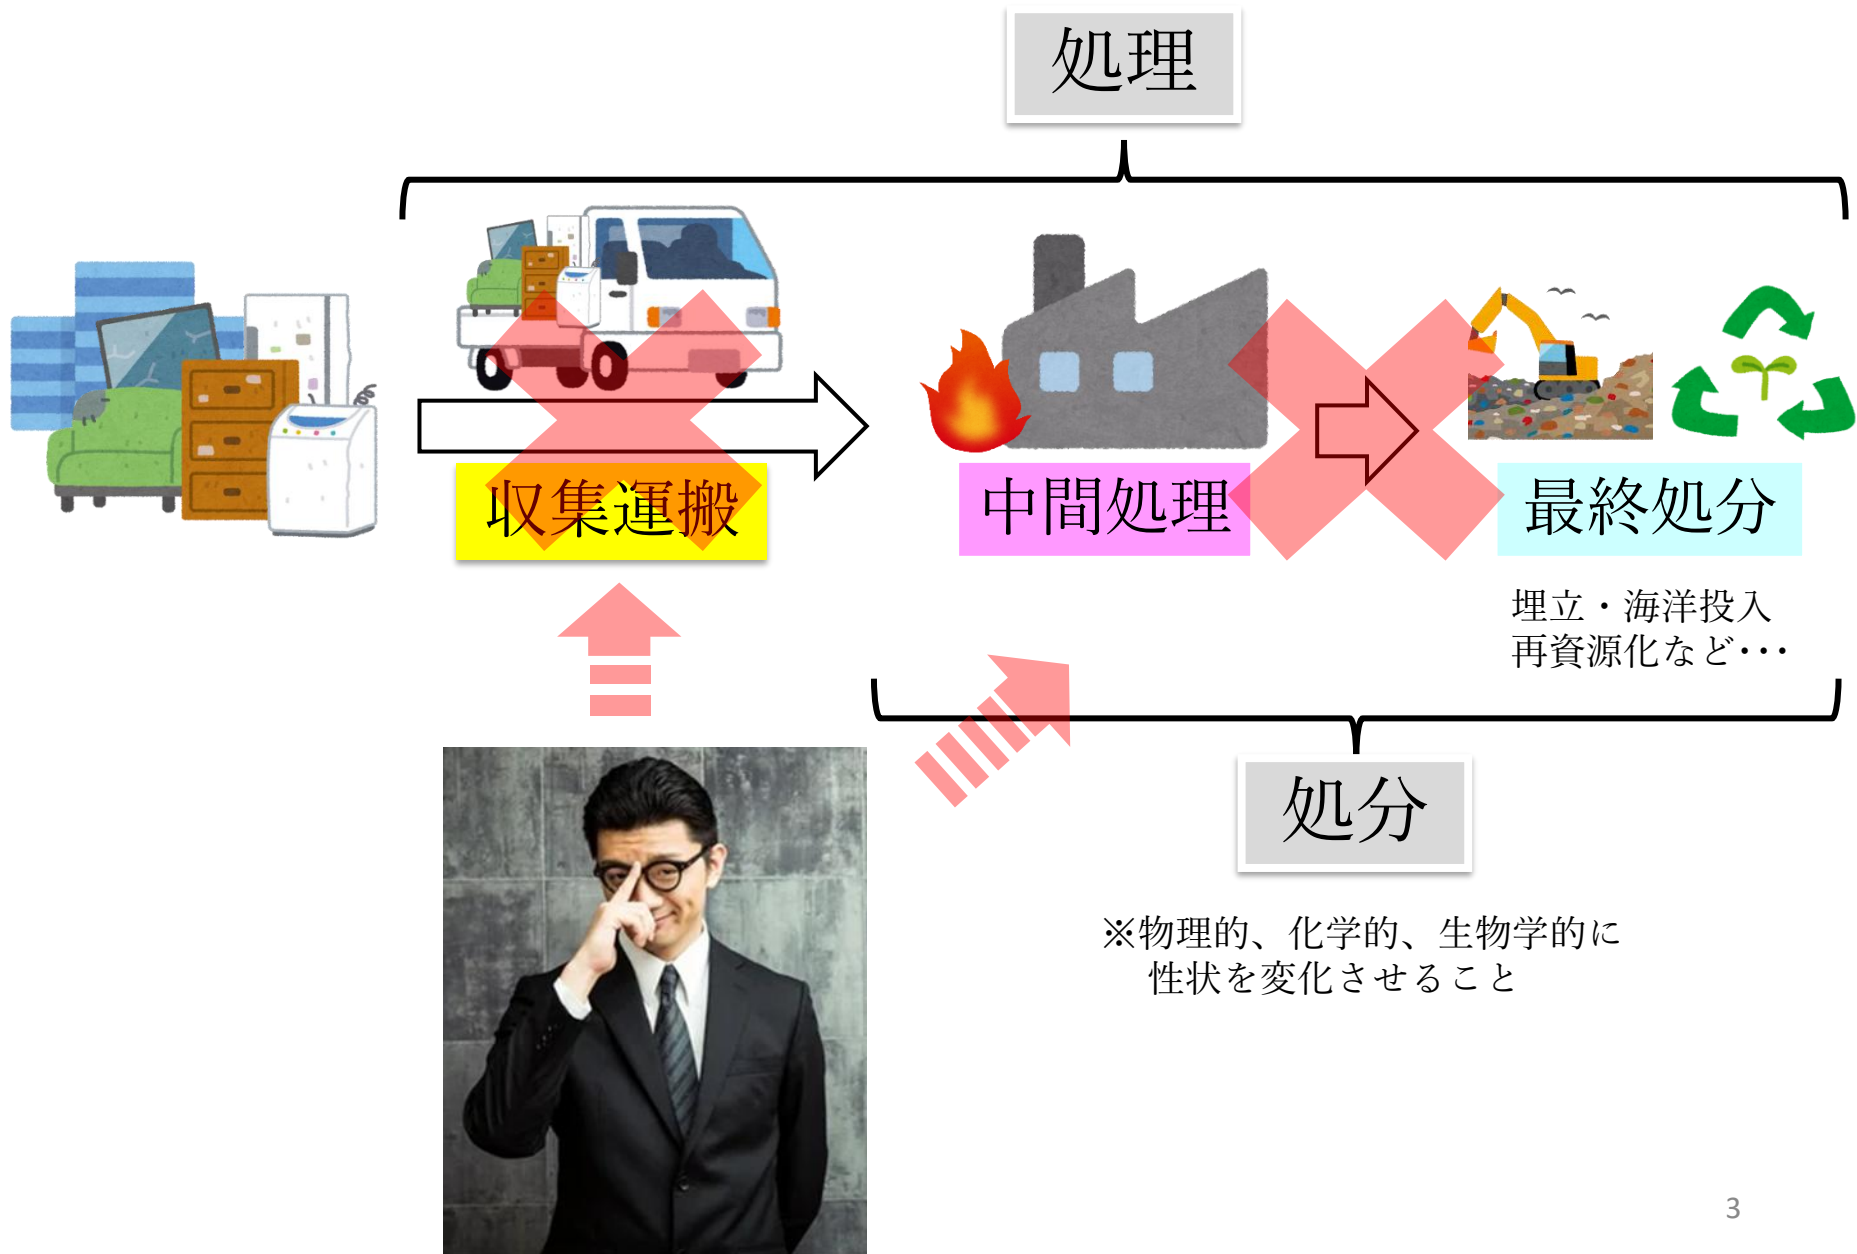 処理
収集運搬
中間処理
最終処分
埋立・海洋投入
再資源化など・・・
処分
※物理的、化学的、生物学的に
性状を変化させること
3